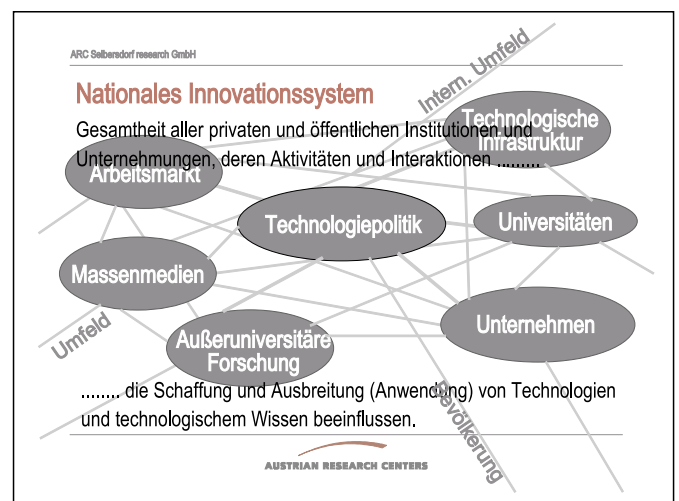 ARC Seibersdorf research GmbH
Nationales Innovationssystem
Intern. Umfeld
Gesamtheit aller privaten und öffentlichen Institutionen und
Unternehmungen, deren Aktivitäten und Interaktionen ........
Technologische
Infrastruktur
Arbeitsmarkt
Technologiepolitik
Universitäten
Massenmedien
Umfeld
Außeruniversitäre
Forschung
Unternehmen
........ die Schaffung und Ausbreitung (Anwendung) von Technologien
und technologischem Wissen beeinflussen.
Bevölkerung
AUSTRIAN RESEARCH CENTERS